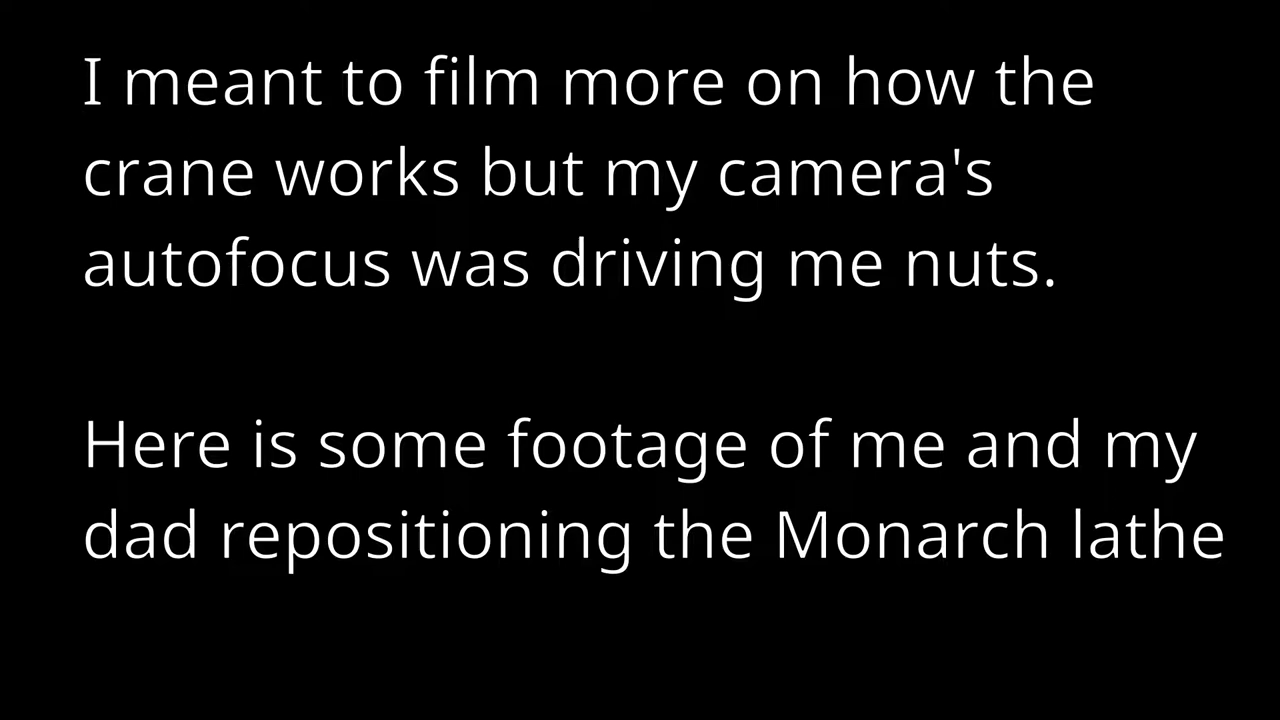 I meant to film more on how the
crane works but my camera's
autofocus was driving me nuts.
Here is some footage of me and my
dad repositioning the Monarch lathe